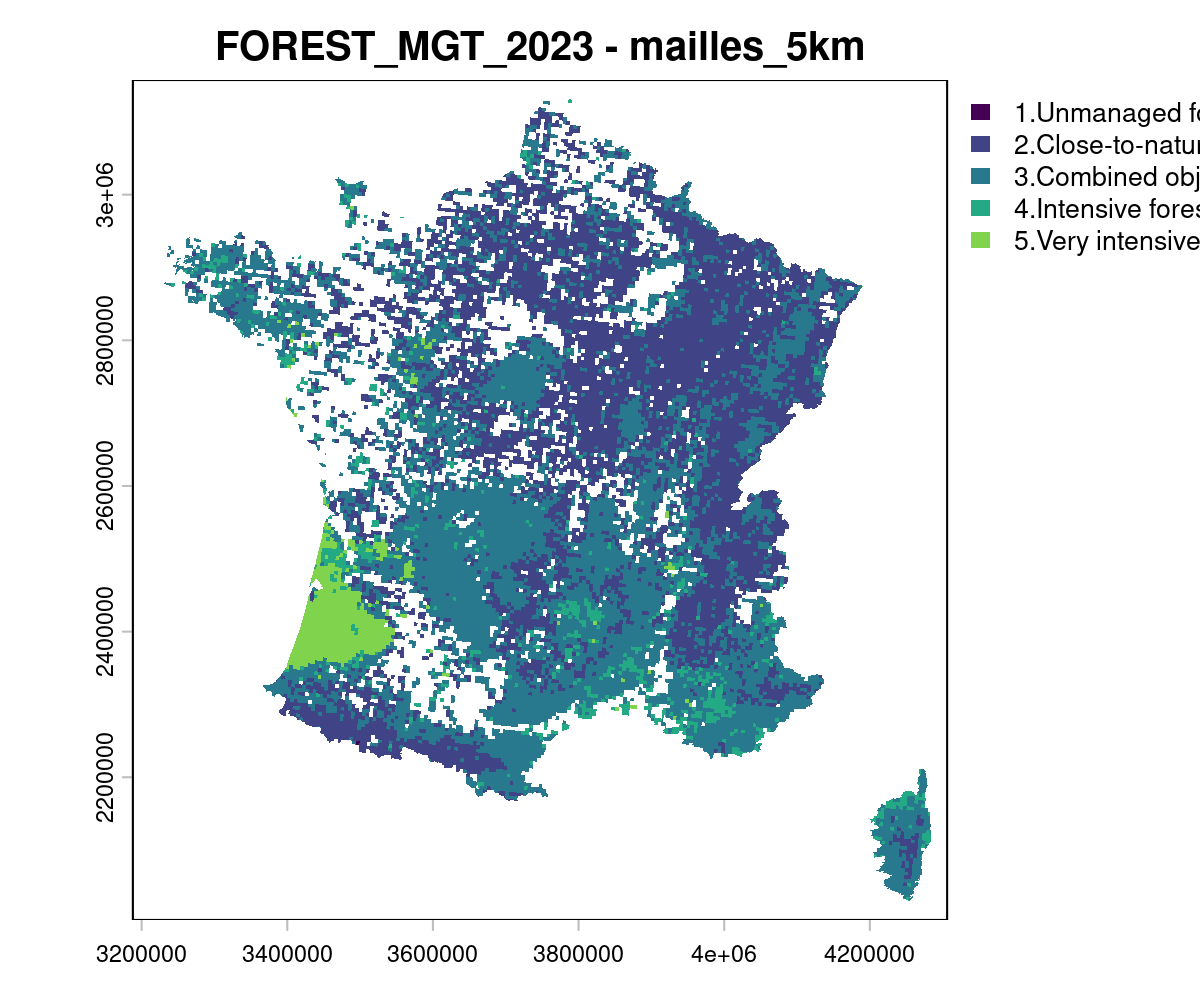 FOREST_MGT_2023 - mailles_5km
1.Unmanaged fo
2.Close-to-natur
3.Combined obj
4.Intensive fores
5.Very intensive
3e+06
2800000
2600000
2400000
2200000
3200000 3400000 3600000 3800000 4e+06 4200000